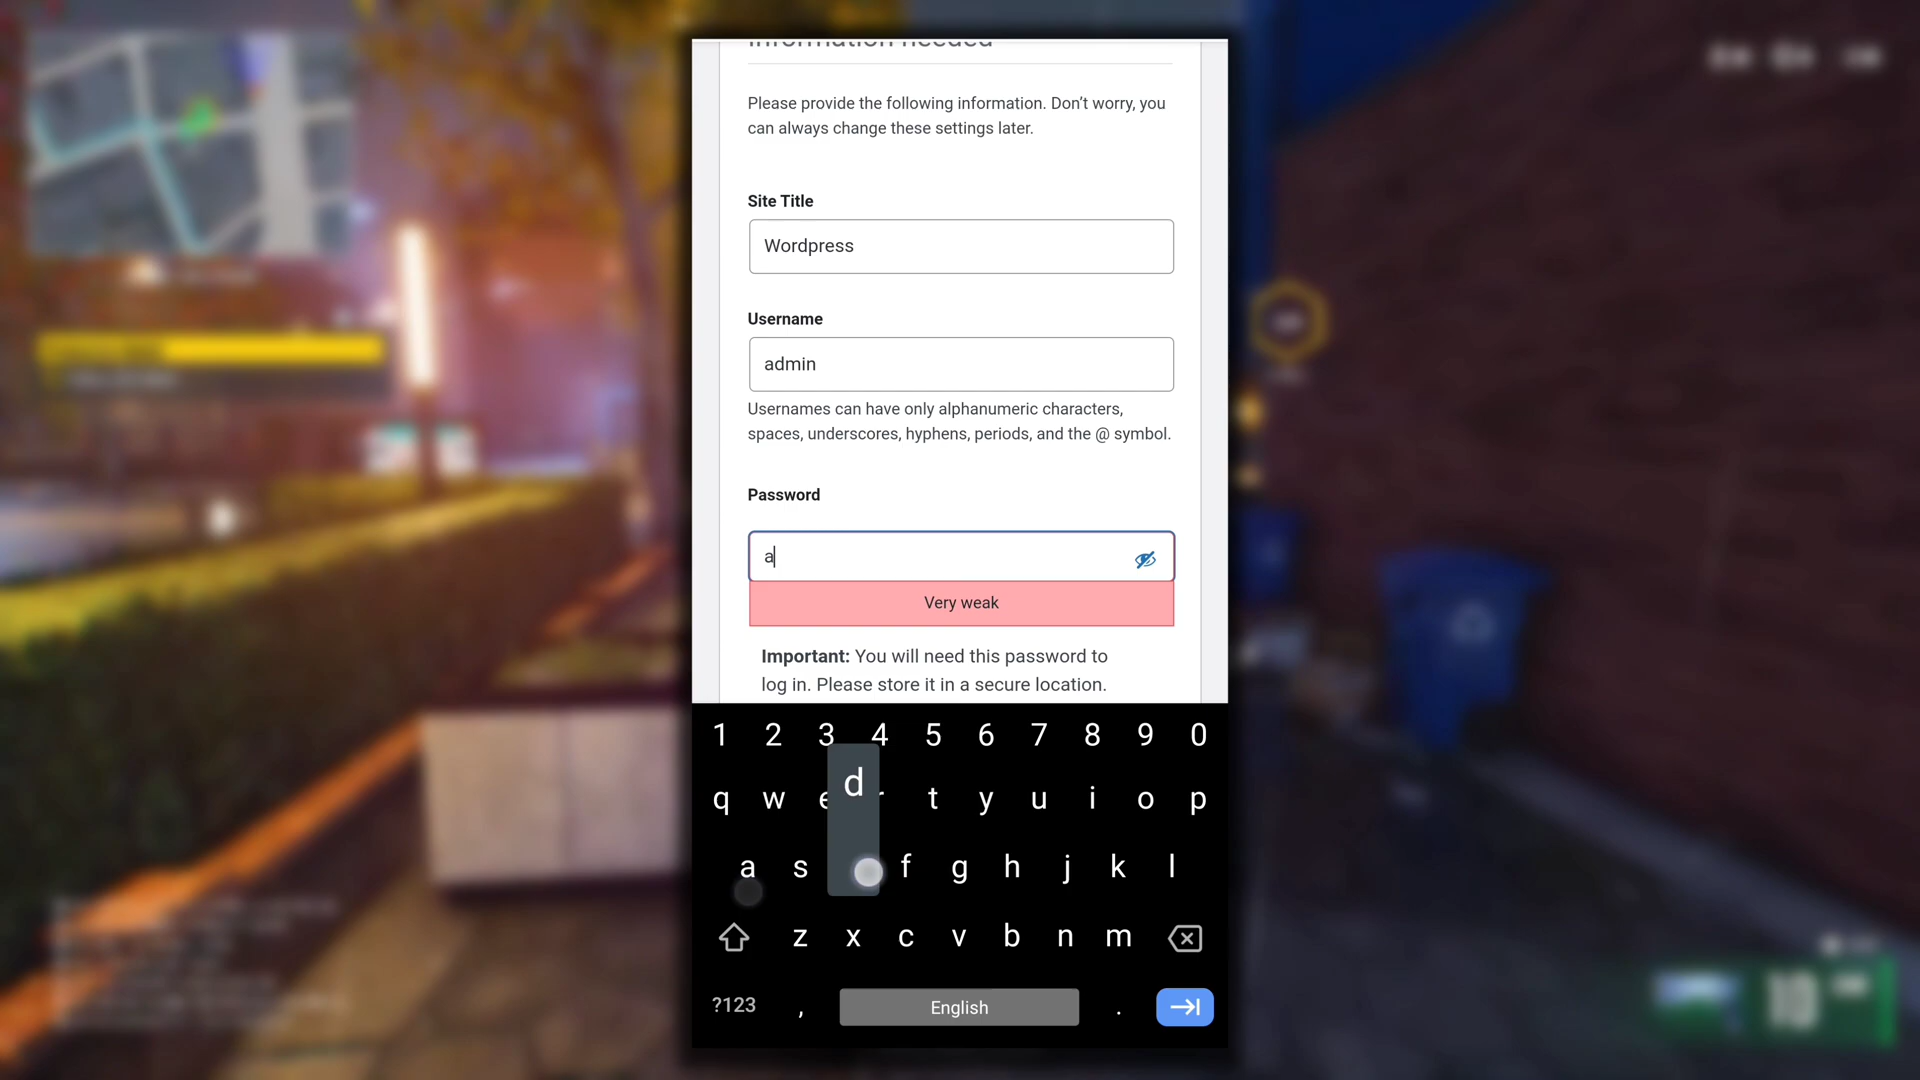 Information needed
Please provide the following information. Don’t worry, you
can always change these settings later.
Site Title
Wordpress
Username
admin
Usernames can have only alphanumeric characters,
spaces, underscores, hyphens, periods, and the @ symbol.
Password
a
Very weak
Important: You will need this password to
log in. Please store it in a secure location.
1 2 3 4 5 6 7 8 9 0
d
q w e r t y u i o p
a s f g h j k l
z x c v b n m
?123 , English .